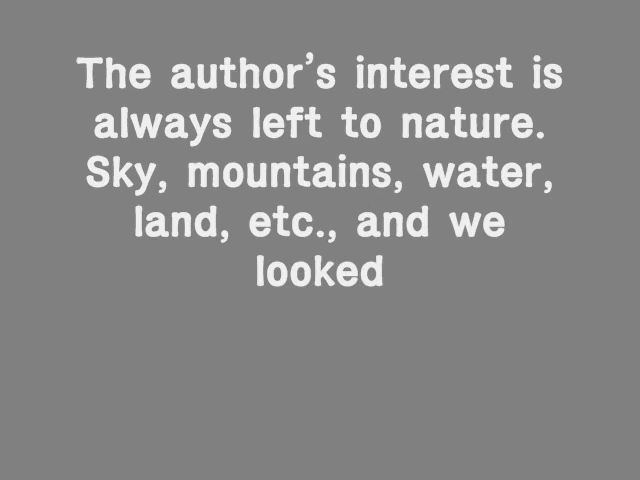 The author's interest is
always left to nature.
Sky, mountains, water,
land, etc., and we
looked